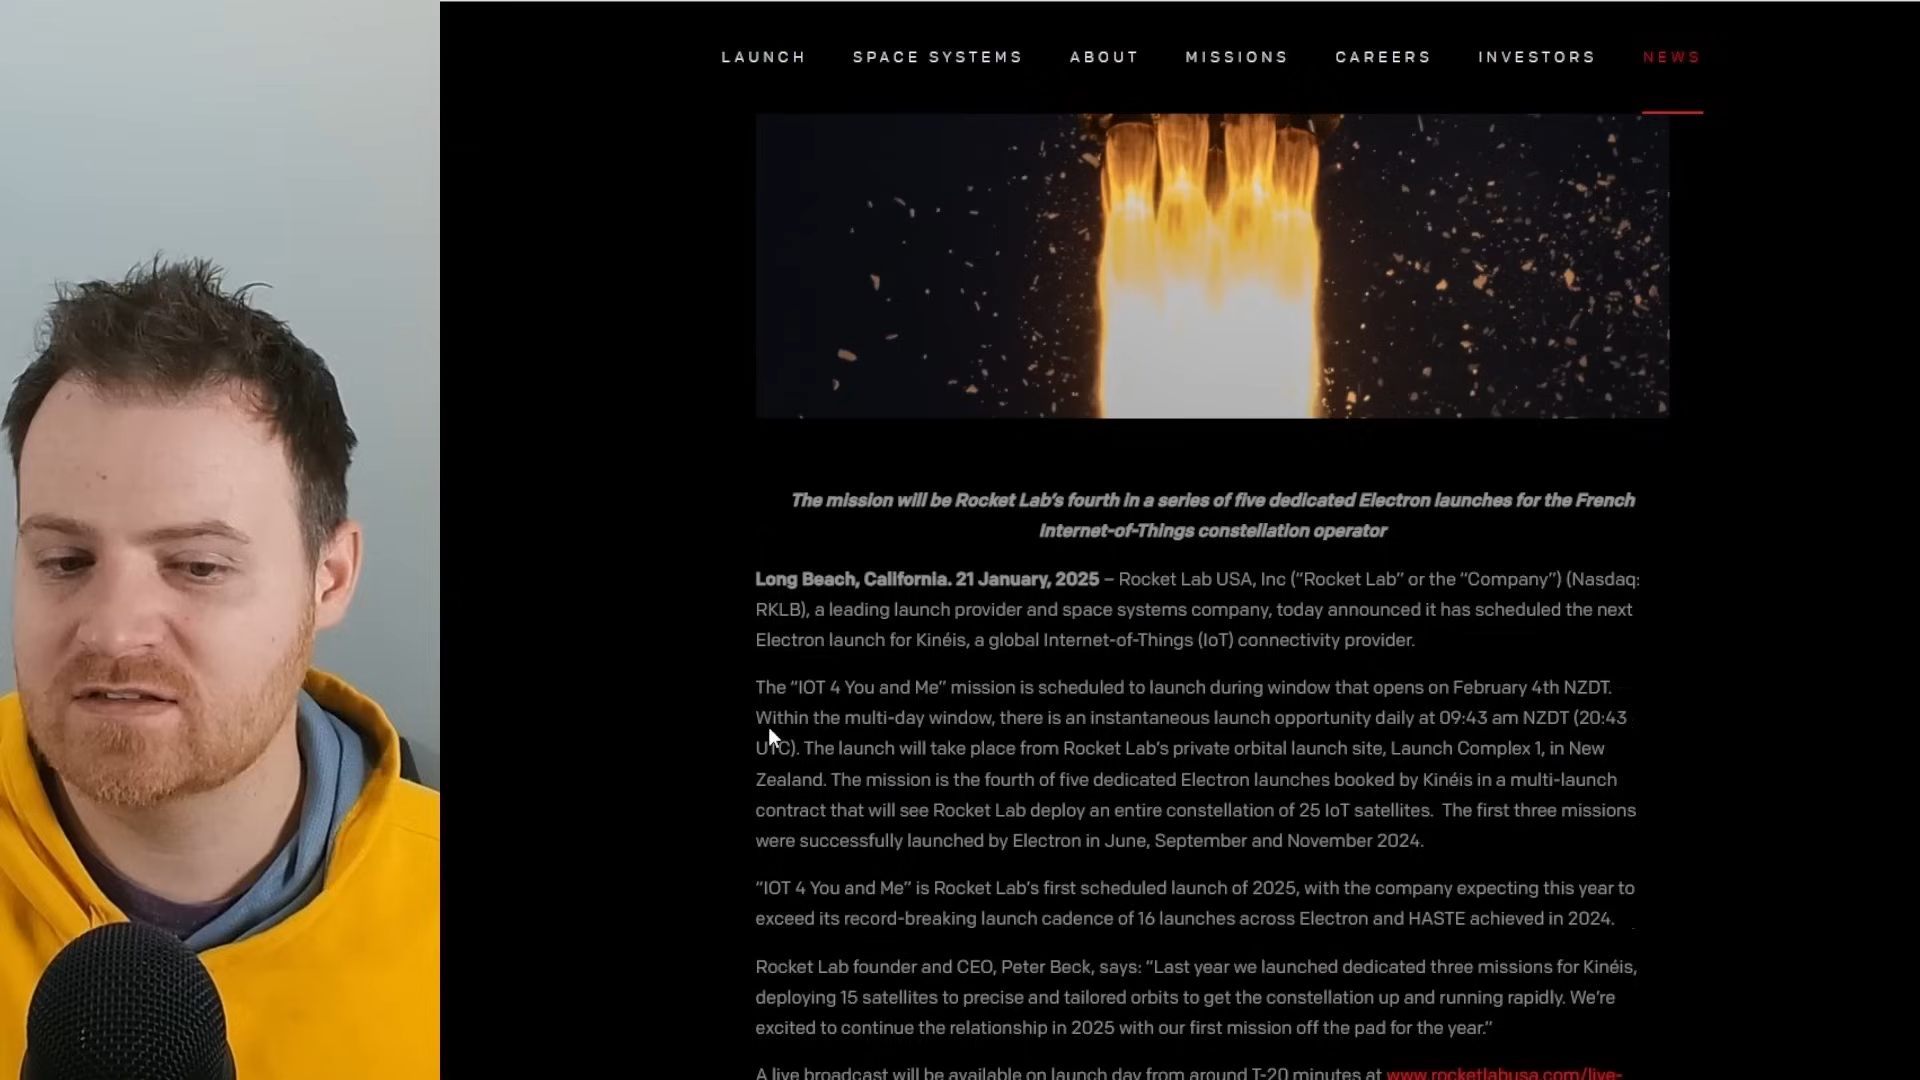 LAUNCH SPACE SYSTEMS ABOUT MISSIONS CAREERS INVESTORS NEWS
The mission will be Rocket Lab’s fourth in a series of five dedicated Electron launches for the French
Internet-of-Things constellation operator
Long Beach, California. 21 January, 2025 – Rocket Lab USA, Inc (“Rocket Lab” or the “Company”) (Nasdaq:
RKLB), a leading launch provider and space systems company, today announced it has scheduled the next
Electron launch for Kinéis, a global Internet-of-Things (IoT) connectivity provider.
The “IOT 4 You and Me” mission is scheduled to launch during window that opens on February 4th NZDT.
Within the multi-day window, there is an instantaneous launch opportunity daily at 09:43 am NZDT (20:43
UTC). The launch will take place from Rocket Lab’s private orbital launch site, Launch Complex 1, in New
Zealand. The mission is the fourth of five dedicated Electron launches booked by Kinéis in a multi-launch
contract that will see Rocket Lab deploy an entire constellation of 25 IoT satellites. The first three missions
were successfully launched by Electron in June, September and November 2024.
“IOT 4 You and Me” is Rocket Lab’s first scheduled launch of 2025, with the company expecting this year to
exceed its record-breaking launch cadence of 16 launches across Electron and HASTE achieved in 2024.
Rocket Lab founder and CEO, Peter Beck, says: “Last year we launched dedicated three missions for Kinéis,
deploying 15 satellites to precise and tailored orbits to get the constellation up and running rapidly. We’re
excited to continue the relationship in 2025 with our first mission off the pad for the year.”
A live broadcast will be available on launch day from around T-20 minutes at www.rocketlabusa.com/live-